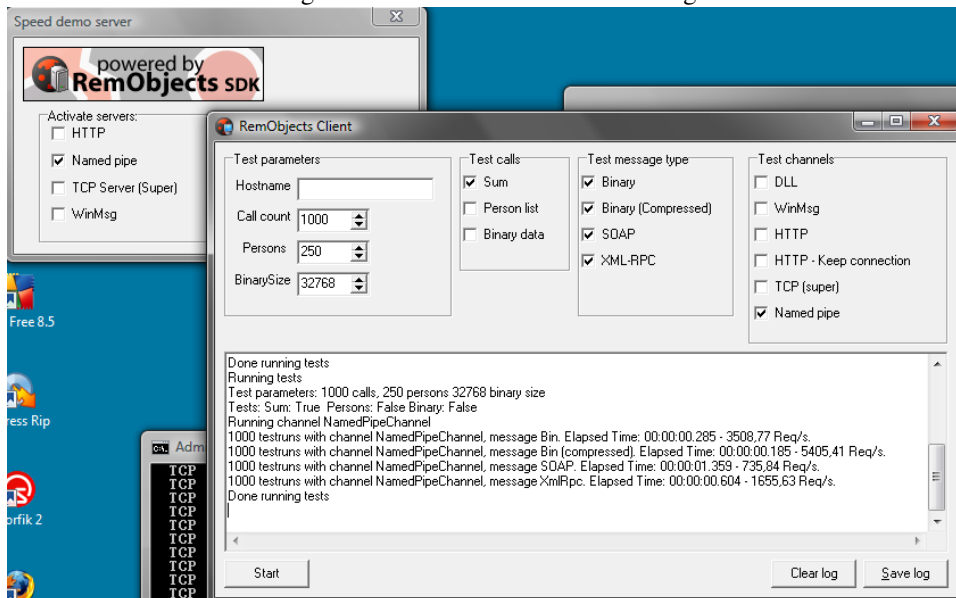 Speed demo server
powered by
RemObjects SDK
Activate servers:
HTTP
Named pipe
TCP Server (Super)
WinMsg
RemObjects Client
Test parameters
Hostname
Call count 1000
Persons 250
BinarySize 32768
Test calls
Sum
Person list
Binary data
Test message type
Binary
Binary (Compressed)
SOAP
XML-RPC
Test channels
DLL
WinMsg
HTTP
HTTP - Keep connection
TCP (super)
Named pipe
Done running tests
Running tests
Test parameters: 1000 calls, 250 persons 32768 binary size
Tests: Sum: True Persons: False Binary: False
Running channel NamedPipeChannel
1000 testruns with channel NamedPipeChannel, message Bin. Elapsed Time: 00:00:00.285 - 3508,77 Req/s.
1000 testruns with channel NamedPipeChannel, message Bin (compressed). Elapsed Time: 00:00:00.185 - 5405,41 Req/s.
1000 testruns with channel NamedPipeChannel, message SOAP. Elapsed Time: 00:00:01.359 - 735,84 Req/s.
1000 testruns with channel NamedPipeChannel, message XmlRpc. Elapsed Time: 00:00:00.604 - 1655,63 Req/s.
Done running tests
Start
Clear log
Save log
Free 8.5
ress Rip
orfik 2
Adm
TCP
TCP
TCP
TCP
TCP
TCP
TCP
TCP
TCP
TCP